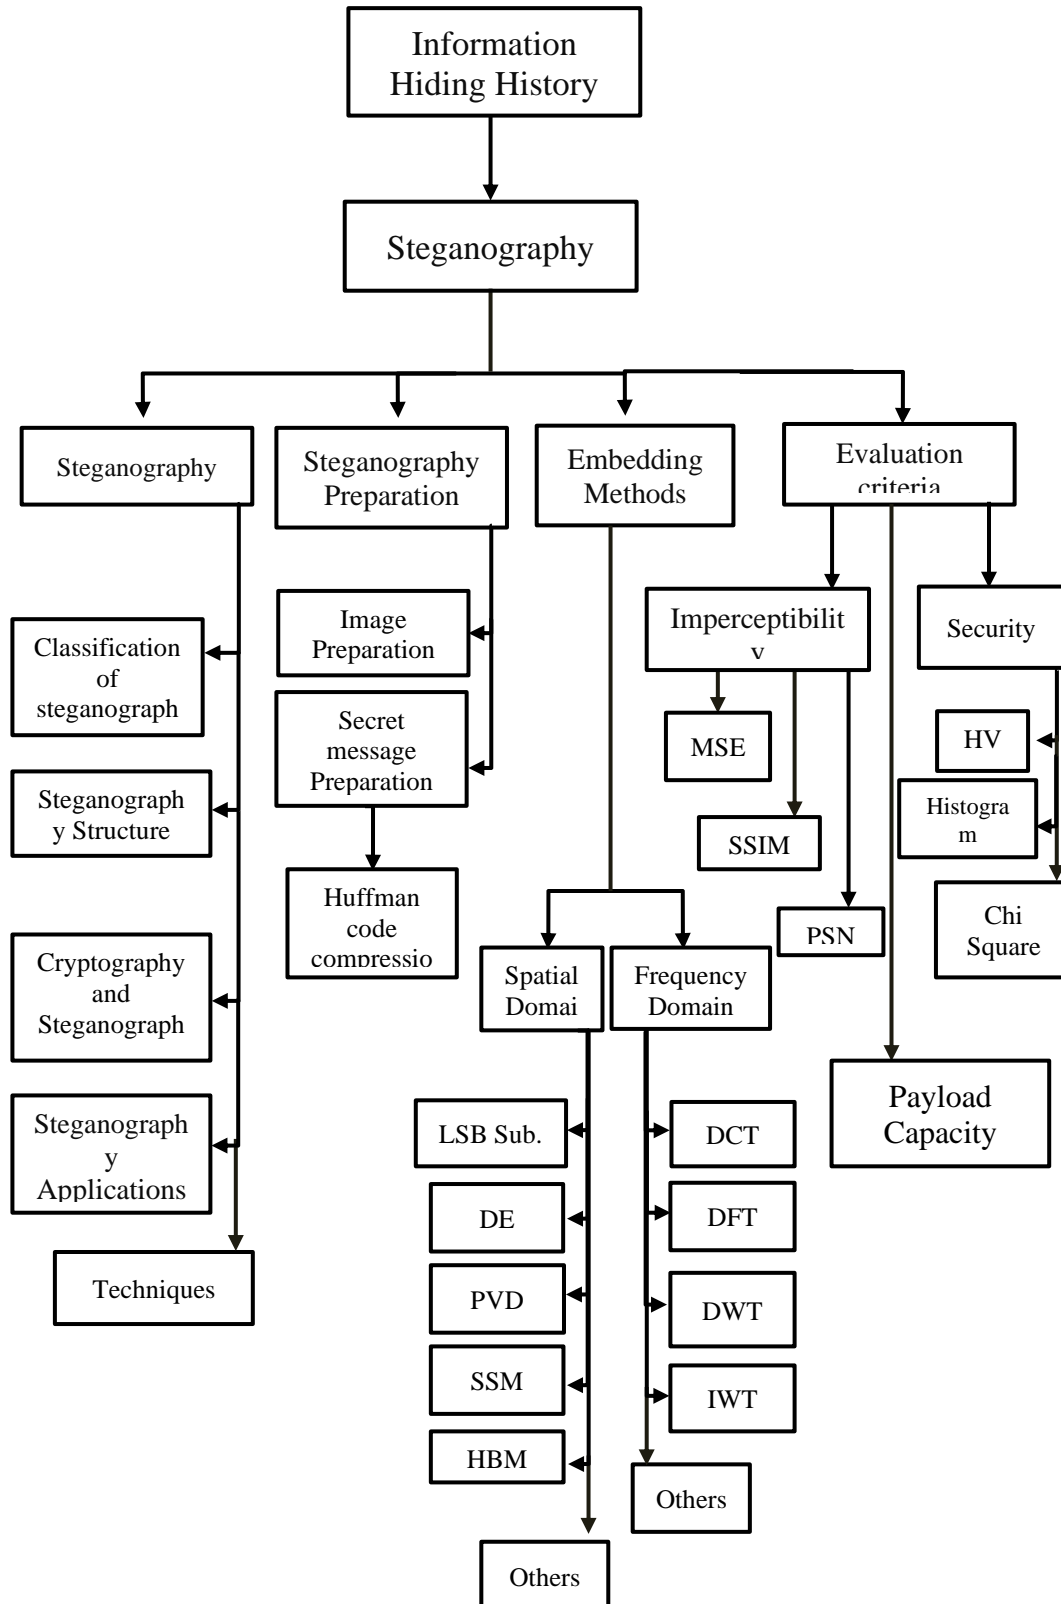 Information
Hiding History
Steganography
Steganography
Steganography
Preparation
Embedding
Methods
Evaluation
criteria
Classification
of
steganograph
Steganograph
y Structure
Cryptography
and
Steganograph
Steganograph
y
Applications
Techniques
Image
Preparation
Secret
message
Preparation
Huffman
code
compressio
Spatial
Domai
Frequency
Domain
LSB Sub.
DE
PVD
SSM
HBM
Others
DCT
DFT
DWT
IWT
Others
Imperceptibilit
y
MSE
SSIM
PSN
Payload
Capacity
Security
HV
Histogra
m
Chi
Square